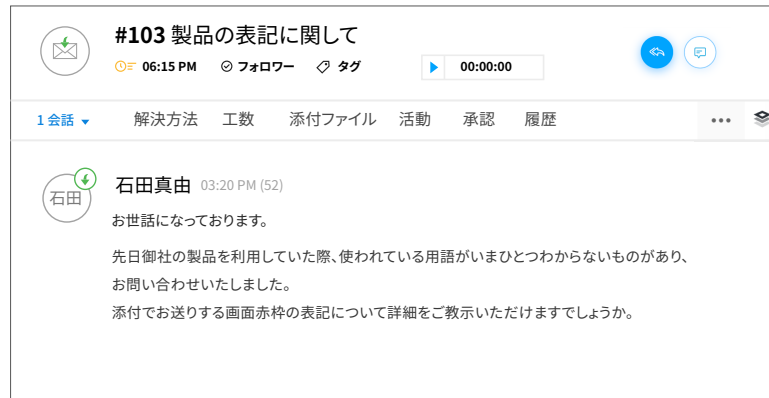 #103 製品の表記に関して
06:15 PM フォロワー タグ 00:00:00
1 会話 解決方法 工数 添付ファイル 活動 承認 履歴
石田 石田真由 03:20 PM (52)
お世話になっております。
先日御社の製品を利用していた際、使われている用語がいまひとつわからないものがあり、
お問い合わせいたしました。
添付でお送りする画面赤枠の表記について詳細をご教示いただけますでしょうか。